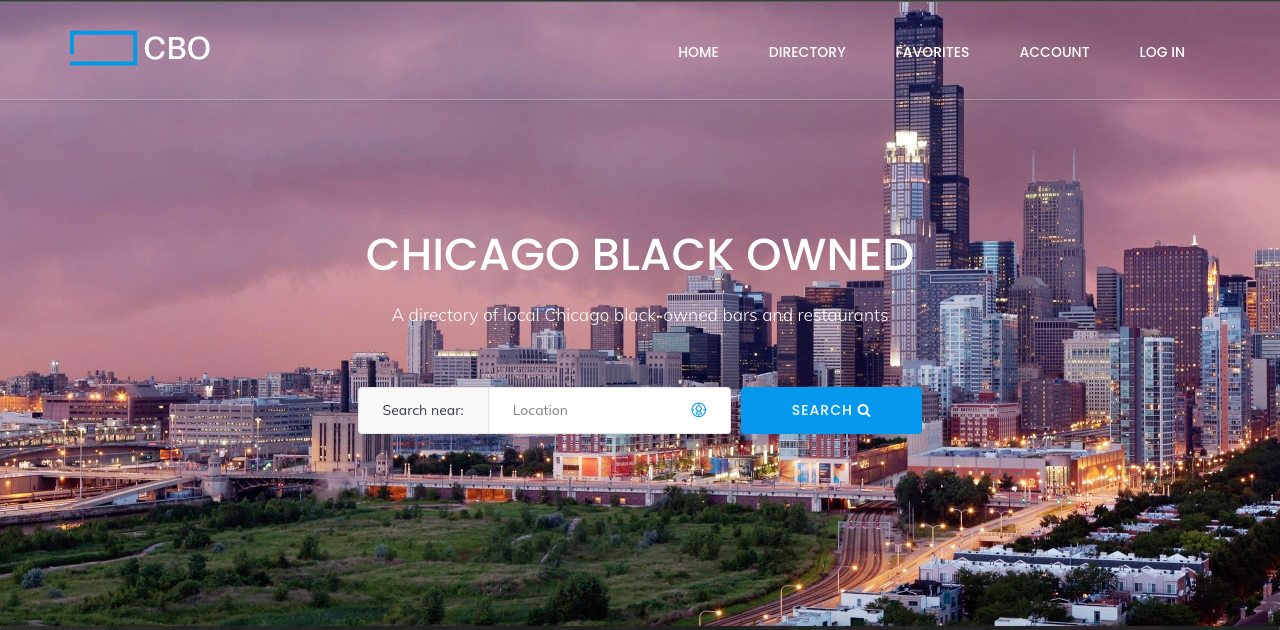 CBO
HOME DIRECTORY FAVORITES ACCOUNT LOG IN
CHICAGO BLACK OWNED
A directory of local Chicago black-owned bars and restaurants
Search near: Location SEARCH